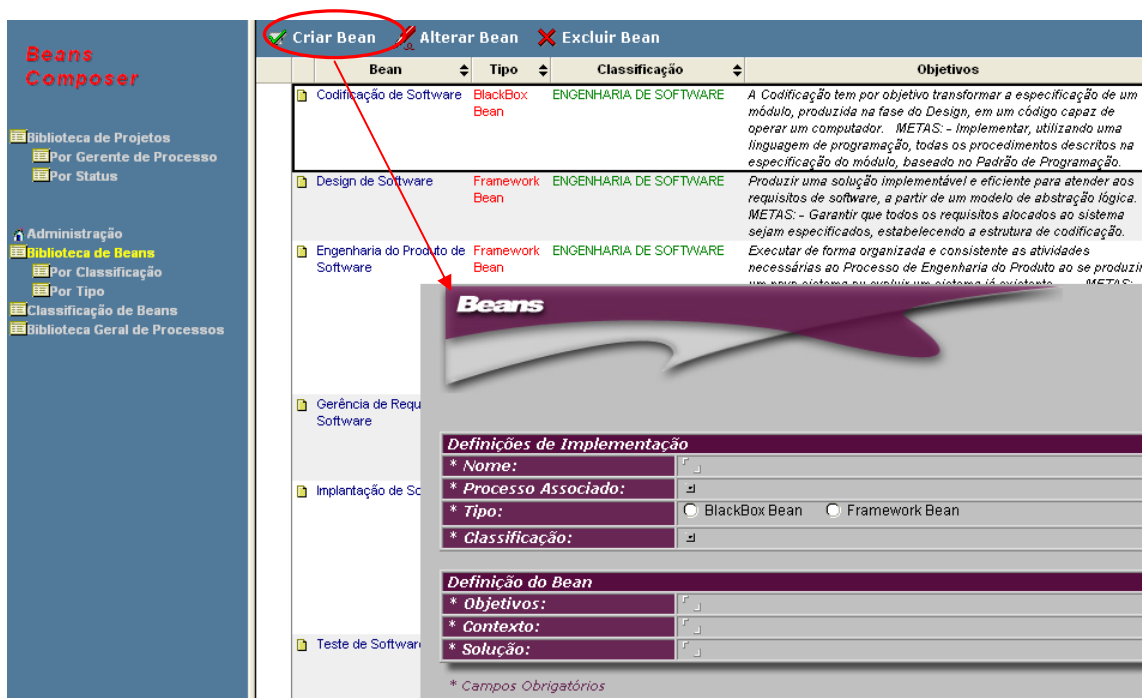 Beans
Composer
Biblioteca de Projetos
Por Gerente de Processo
Por Status
Administração
Biblioteca de Beans
Por Classificação
Por Tipo
Classificação de Beans
Biblioteca Geral de Processos
Criar Bean Alterar Bean Excluir Bean
Bean Tipo Classificação Objetivos
Codificação de Software BlackBox Bean ENGENHARIA DE SOFTWARE
A Codificação tem por objetivo transformar a especificação de um
módulo, produzida na fase do Design, em um código capaz de
operar um computador. METAS: - Implementar, utilizando uma
linguagem de programação, todas os procedimentos descritos na
especificação do módulo, baseado no Padrão de Programação.
Design de Software Framework Bean ENGENHARIA DE SOFTWARE
Produzir uma solução implementável e eficiente para atender aos
requisitos de software, a partir de um modelo de abstração lógica.
METAS: - Garantir que todos os requisitos alocados ao sistema
sejam especificados, estabelecendo a estrutura de codificação.
Engenharia do Produto de Software Framework Bean ENGENHARIA DE SOFTWARE
Executar de forma organizada e consistente as atividades
necessárias ao Processo de Engenharia do Produto ao se produzir
Gerência de Requ
Software
Implantação de So
Teste de Software
Beans
Definições de Implementação
* Nome:
* Processo Associado:
* Tipo: BlackBox Bean Framework Bean
* Classificação:
Definição do Bean
* Objetivos:
* Contexto:
* Solução:
* Campos Obrigatórios